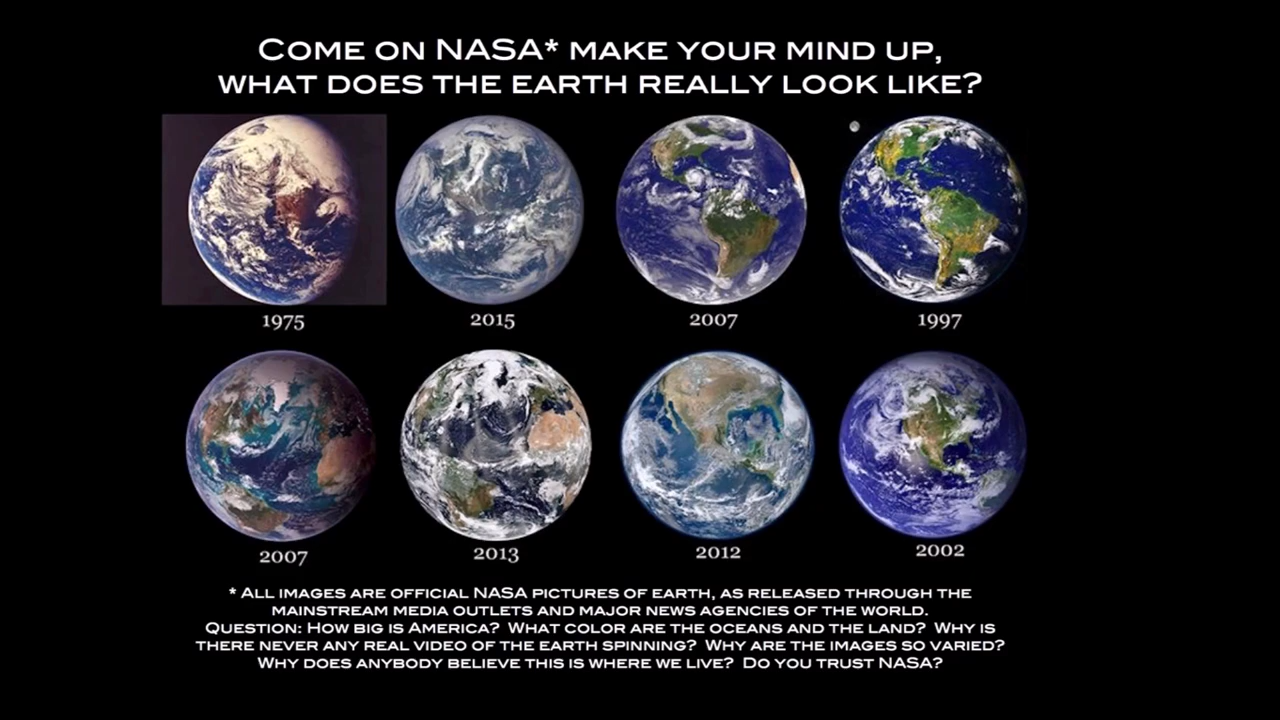 COME ON NASA* MAKE YOUR MIND UP,
WHAT DOES THE EARTH REALLY LOOK LIKE?
1975 2015 2007 1997
2007 2013 2012 2002
* ALL IMAGES ARE OFFICIAL NASA PICTURES OF EARTH, AS RELEASED THROUGH THE
MAINSTREAM MEDIA OUTLETS AND MAJOR NEWS AGENCIES OF THE WORLD.
QUESTION: HOW BIG IS AMERICA? WHAT COLOR ARE THE OCEANS AND THE LAND? WHY IS
THERE NEVER ANY REAL VIDEO OF THE EARTH SPINNING? WHY ARE THE IMAGES SO VARIED?
WHY DOES ANYBODY BELIEVE THIS IS WHERE WE LIVE? DO YOU TRUST NASA?